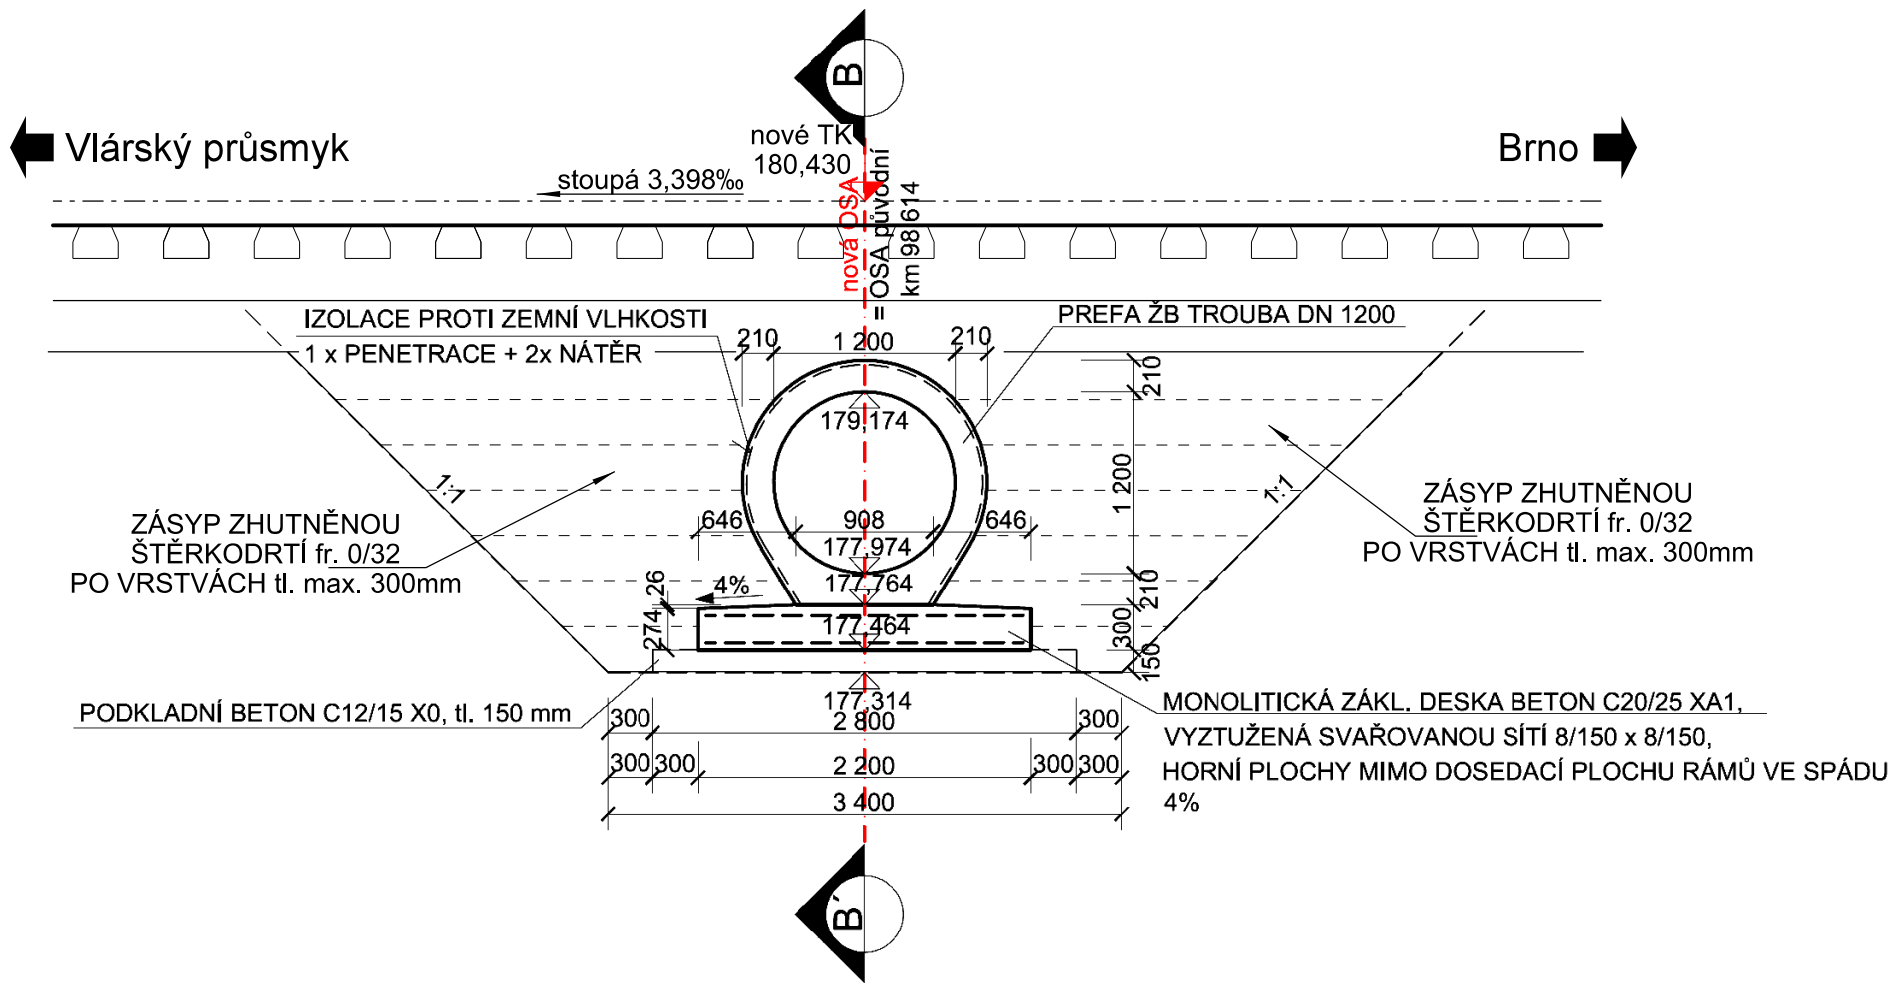 B
nové TK
180,430
Vlárský průsmyk
Brno
stoupá 3,398‰
nová OSA
= OSA původní
km 98,614
IZOLACE PROTI ZEMNÍ VLHKOSTI
1 x PENETRACE + 2x NÁTĚR
PREFA ŽB TROUBA DN 1200
210
1 200
210
210
179,174
1 200
1:1
1:1
ZÁSYP ZHUTNĚNOU
ŠTĚRKODRTÍ fr. 0/32
PO VRSTVÁCH tl. max. 300mm
ZÁSYP ZHUTNĚNOU
ŠTĚRKODRTÍ fr. 0/32
PO VRSTVÁCH tl. max. 300mm
646
908
646
177,974
177,764
4%
26
274
210
300
150
177,464
177,314
PODKLADNÍ BETON C12/15 X0, tl. 150 mm
MONOLITICKÁ ZÁKL. DESKA BETON C20/25 XA1,
VYZTUŽENÁ SVAŘOVANOU SÍTÍ 8/150 x 8/150,
HORNÍ PLOCHY MIMO DOSEDACÍ PLOCHU RÁMŮ VE SPÁDU
4%
300
2 800
300
300
300
2 200
300
300
3 400
B´